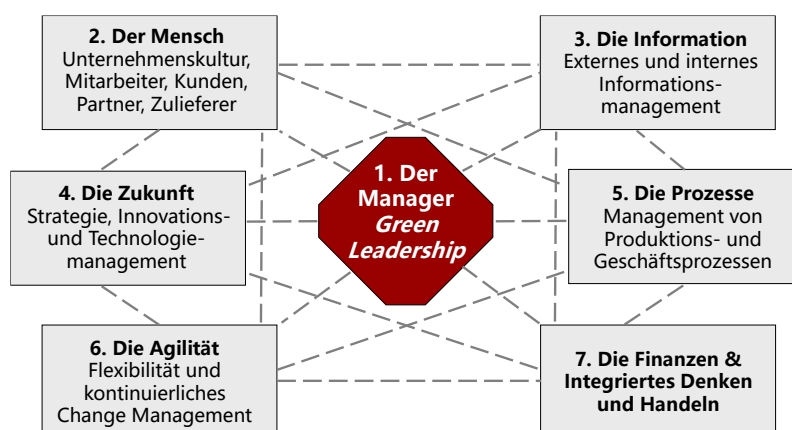 2. Der Mensch
Unternehmenskultur,
Mitarbeiter, Kunden,
Partner, Zulieferer
3. Die Information
Externes und internes
Informations-
management
1. Der
Manager
Green
Leadership
4. Die Zukunft
Strategie, Innovations-
und Technologie-
management
5. Die Prozesse
Management von
Produktions- und
Geschäftsprozessen
6. Die Agilität
Flexibilität und
kontinuierliches
Change Management
7. Die Finanzen &
Integriertes Denken
und Handeln